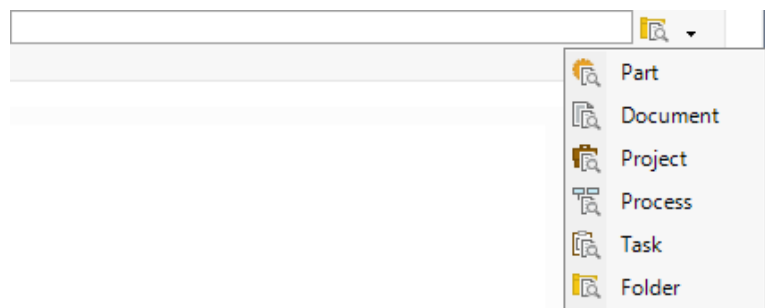 Part
Document
Project
Process
Task
Folder